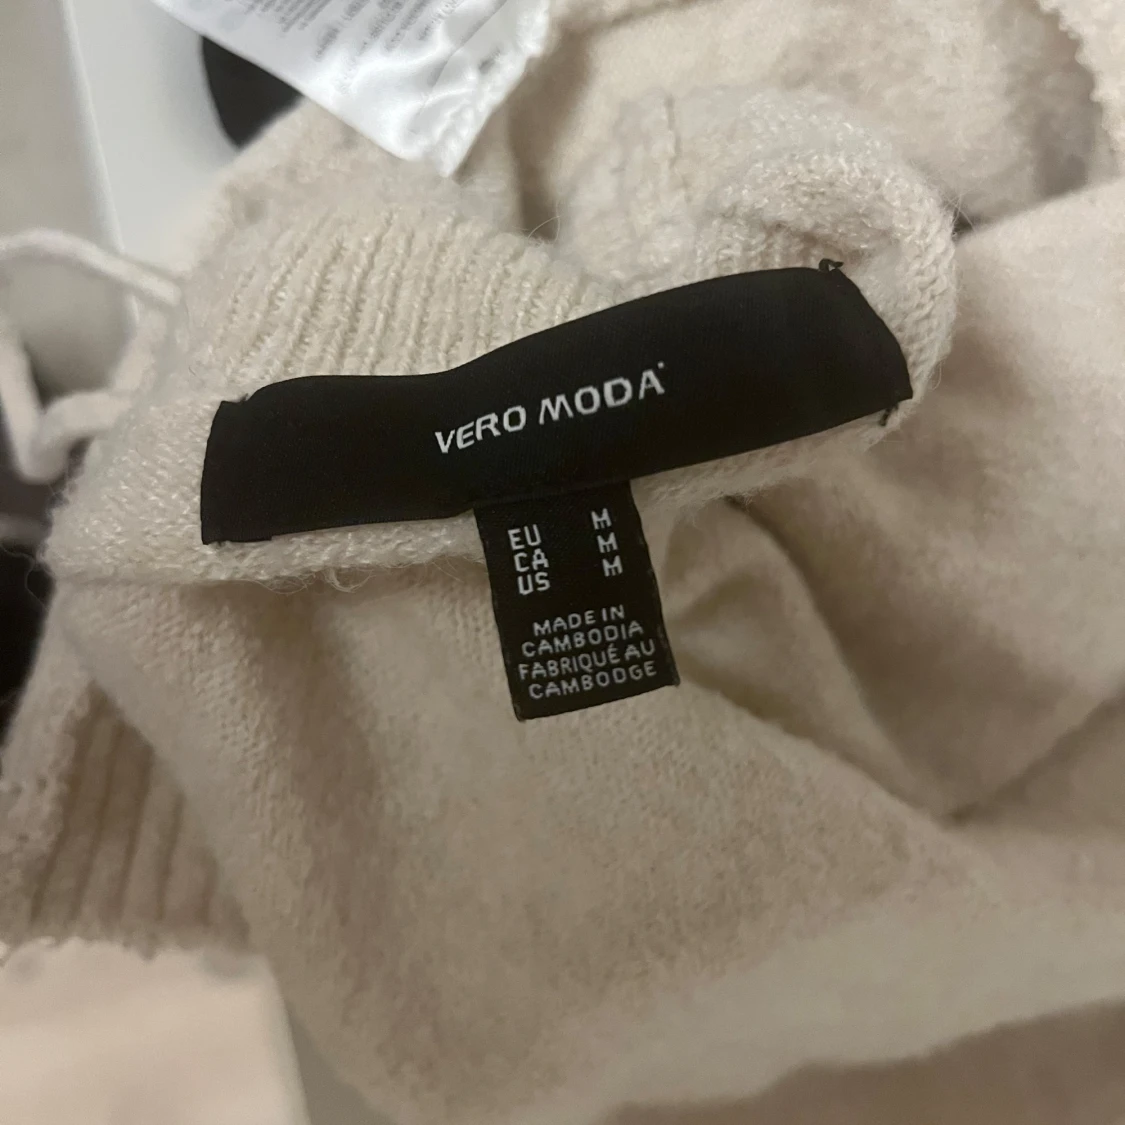 VERO MODA
EU M
CA M
US M
MADE IN
CAMBODIA
FABRIQUÉ AU
CAMBODGE